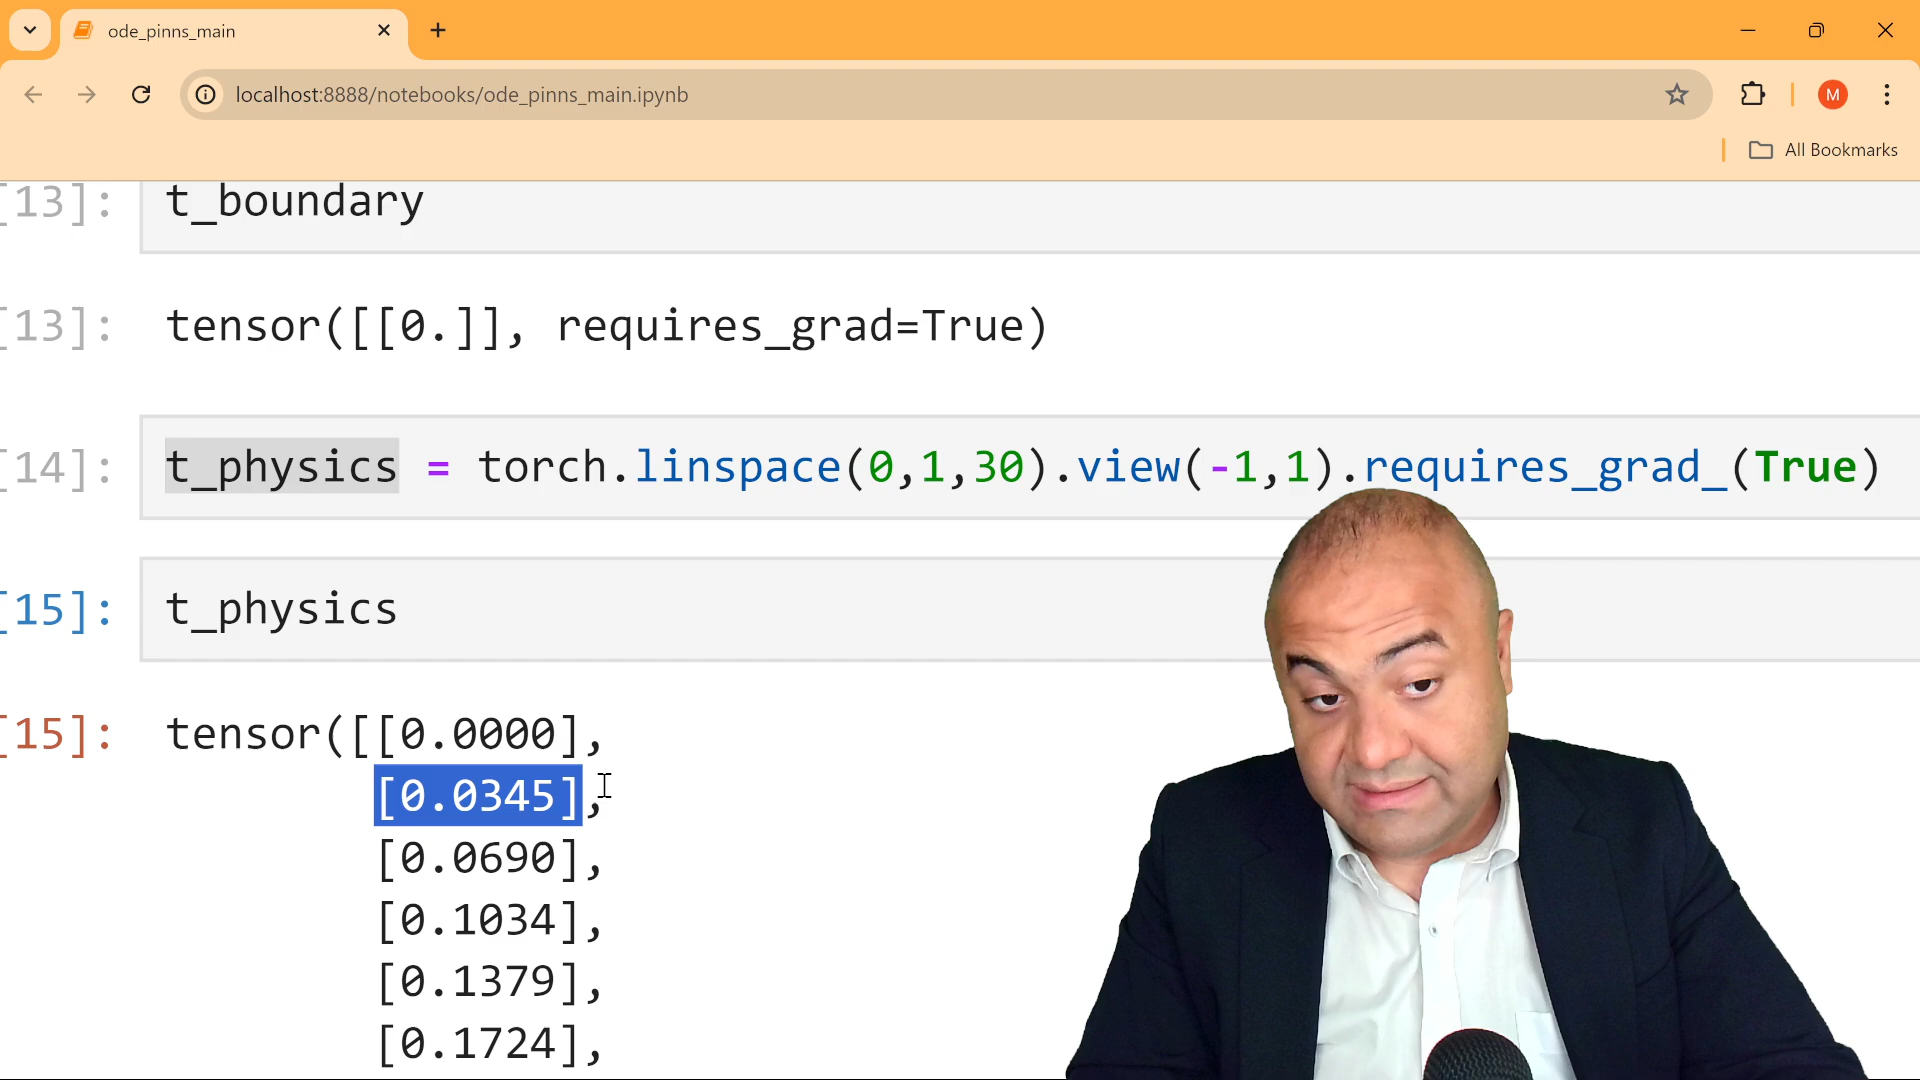 ode_pinns_main
localhost:8888/notebooks/ode_pinns_main.ipynb
M
All Bookmarks
[13]: t_boundary
[13]: tensor([[0.]], requires_grad=True)
[14]: t_physics = torch.linspace(0,1,30).view(-1,1).requires_grad_(True)
[15]: t_physics
[15]: tensor([[0.0000],
[0.0345],
[0.0690],
[0.1034],
[0.1379],
[0.1724],